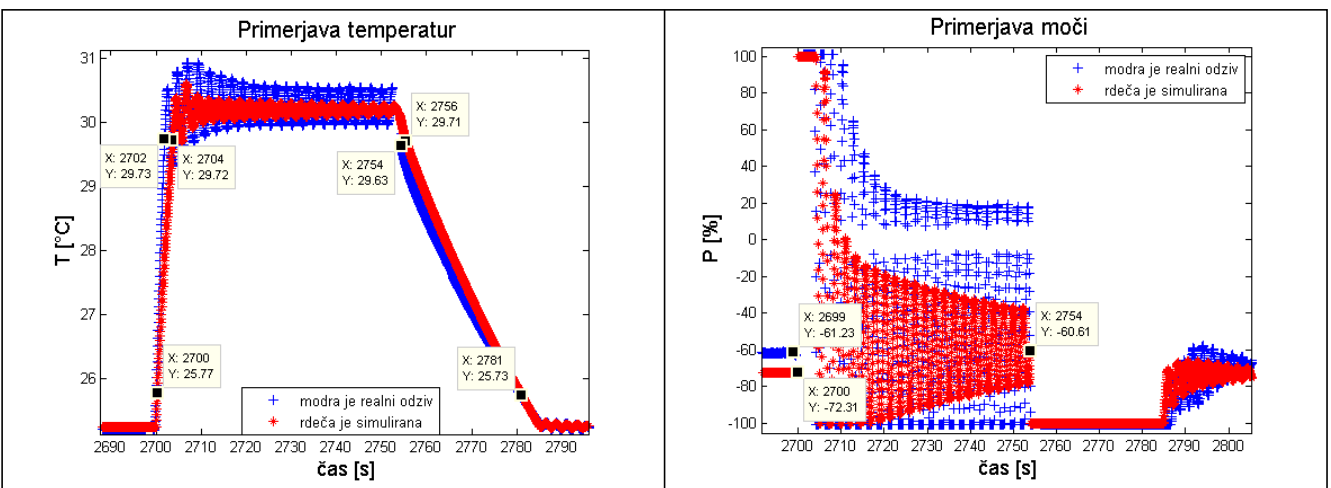 Primerjava temperatur
31
30
29
28
27
26
T [°C]
X: 2702
Y: 29.73
X: 2704
Y: 29.72
X: 2756
Y: 29.71
X: 2754
Y: 29.63
X: 2700
Y: 25.77
X: 2781
Y: 25.73
modra je realni odziv
rdeča je simulirana
2690 2700 2710 2720 2730 2740 2750 2760 2770 2780 2790
čas [s]
Primerjava moči
100
80
60
40
20
0
-20
-40
-60
-80
-100
P [%]
modra je realni odziv
rdeča je simulirana
X: 2699
Y: -61.23
X: 2700
Y: -72.31
X: 2754
Y: -60.61
2700 2710 2720 2730 2740 2750 2760 2770 2780 2790 2800
čas [s]